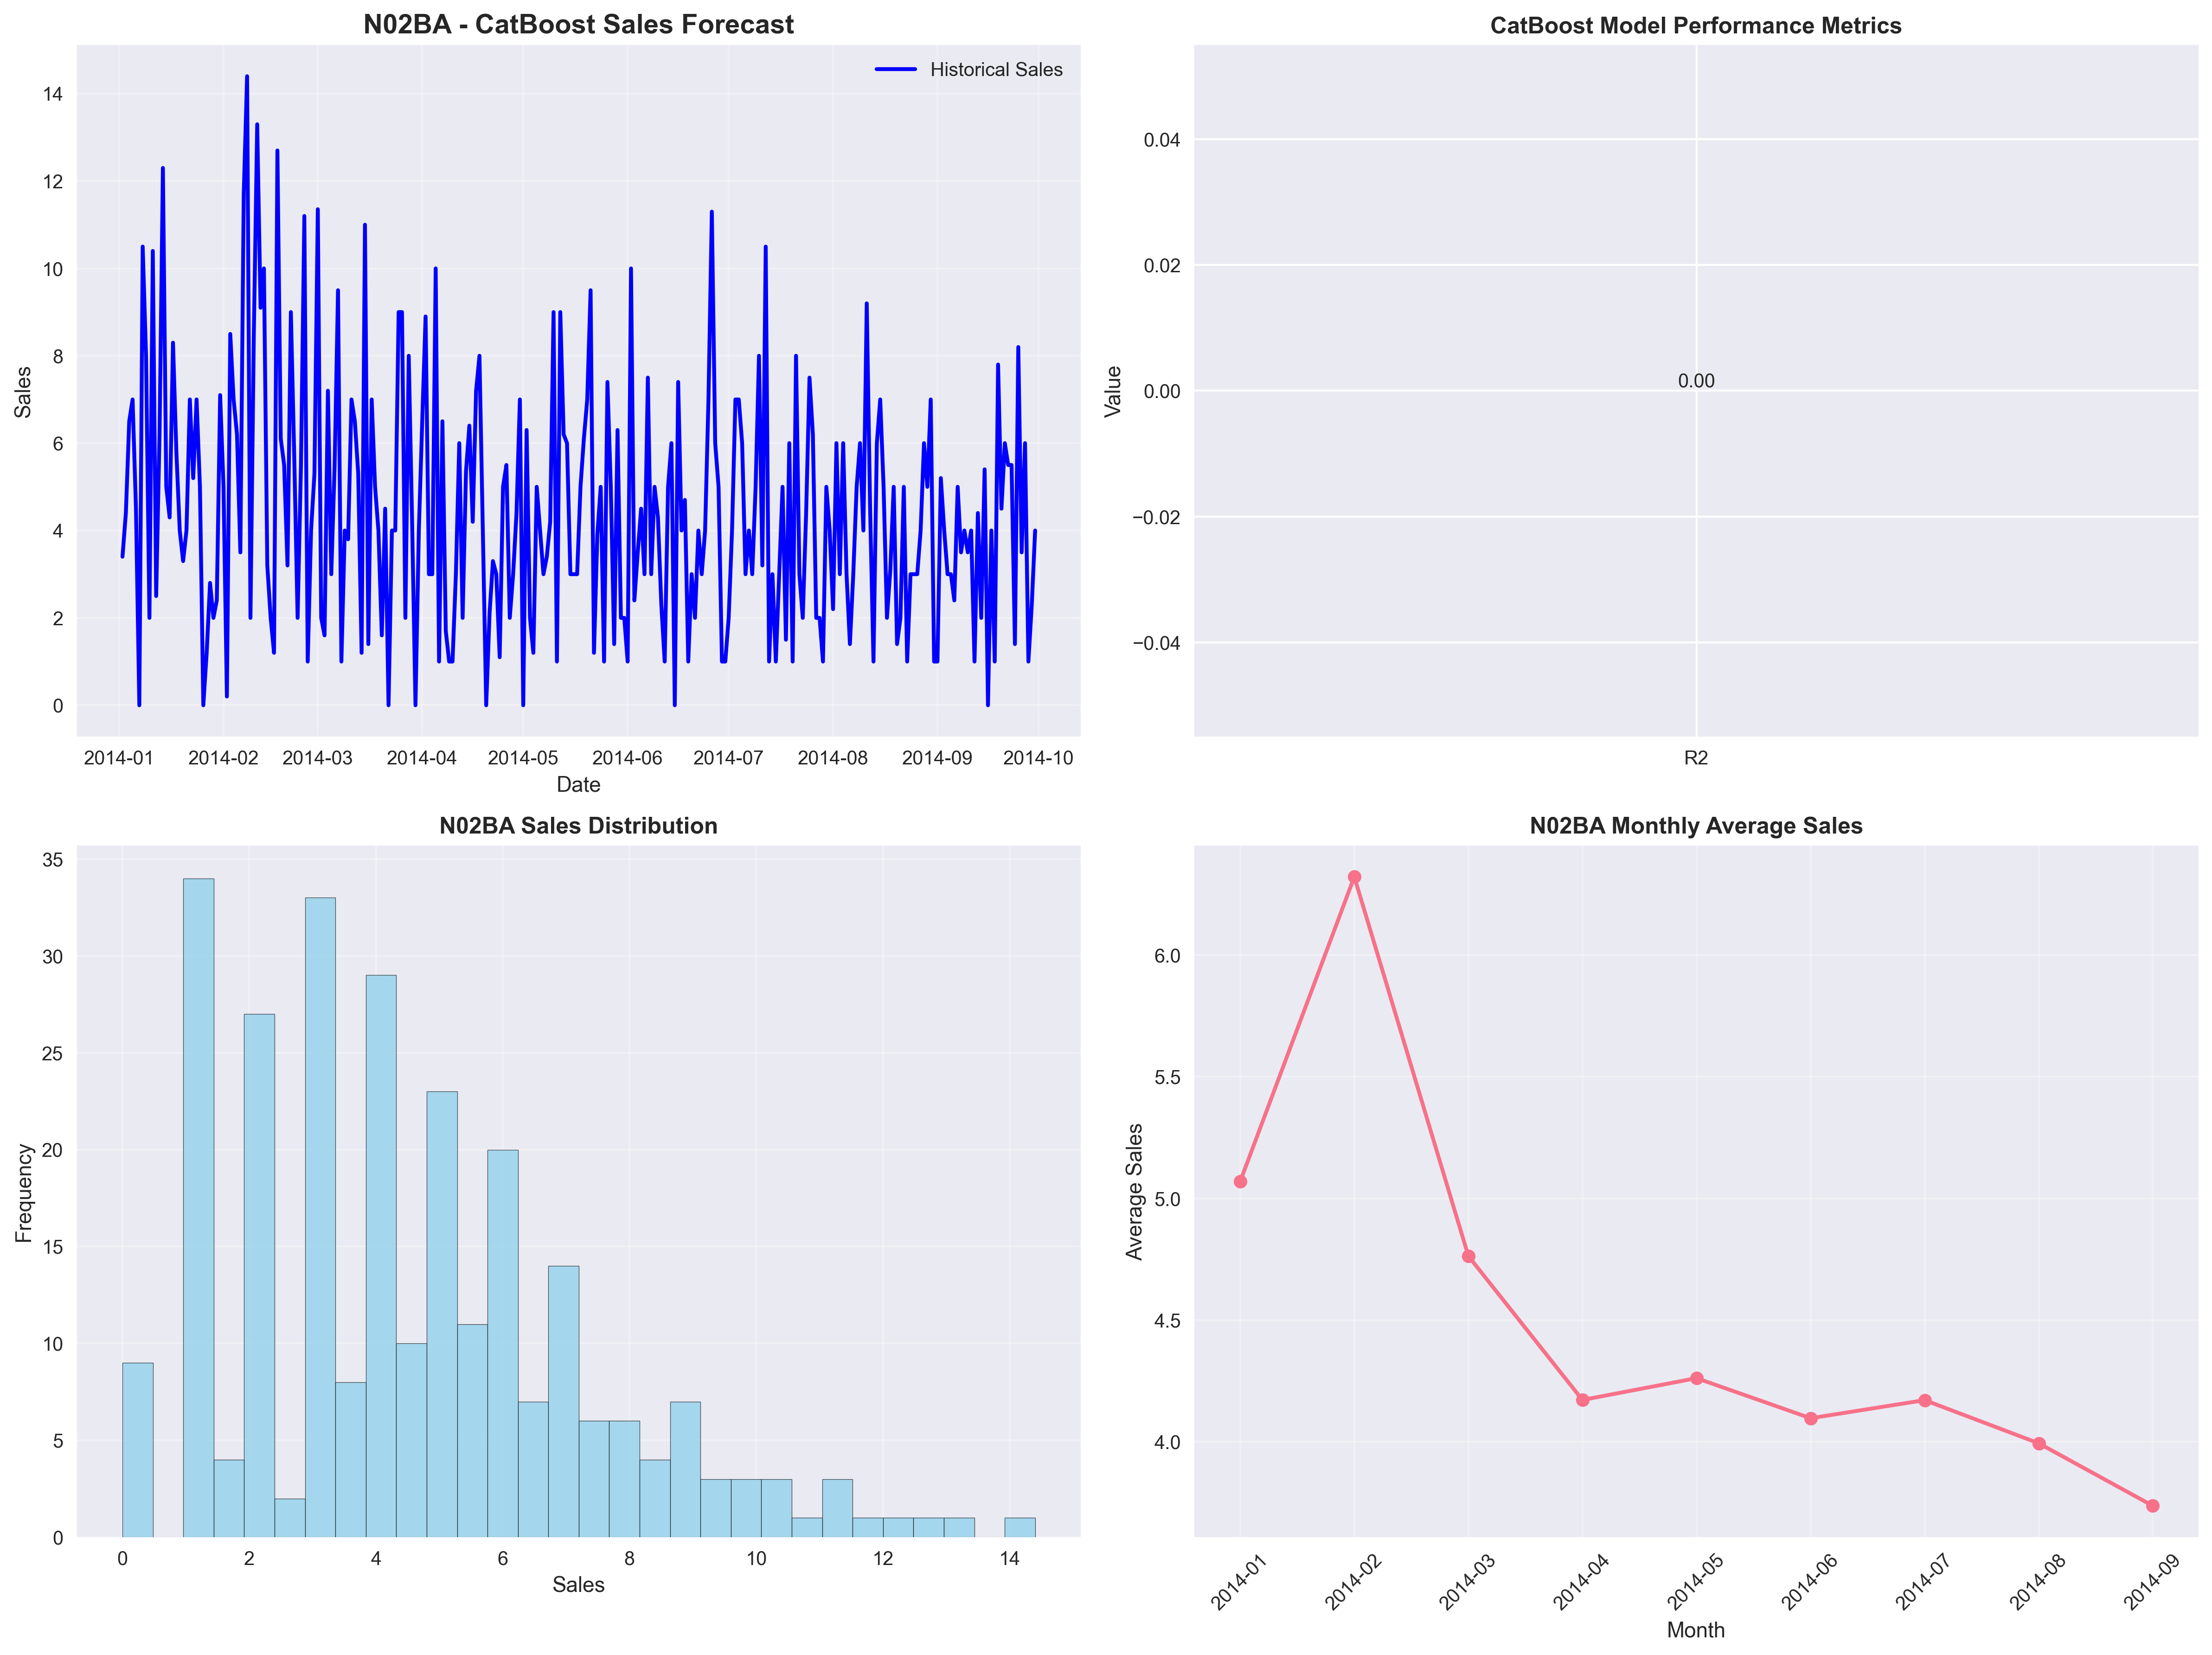 N02BA - CatBoost Sales Forecast
Historical Sales
14
12
10
8
6
4
2
0
Sales
2014-01 2014-02 2014-03 2014-04 2014-05 2014-06 2014-07 2014-08 2014-09 2014-10
Date
CatBoost Model Performance Metrics
0.04
0.02
0.00
−0.02
−0.04
Value
0.00
R2
N02BA Sales Distribution
35
30
25
20
15
10
5
0
Frequency
0 2 4 6 8 10 12 14
Sales
N02BA Monthly Average Sales
6.0
5.5
5.0
4.5
4.0
Average Sales
2014-01 2014-02 2014-03 2014-04 2014-05 2014-06 2014-07 2014-08 2014-09
Month